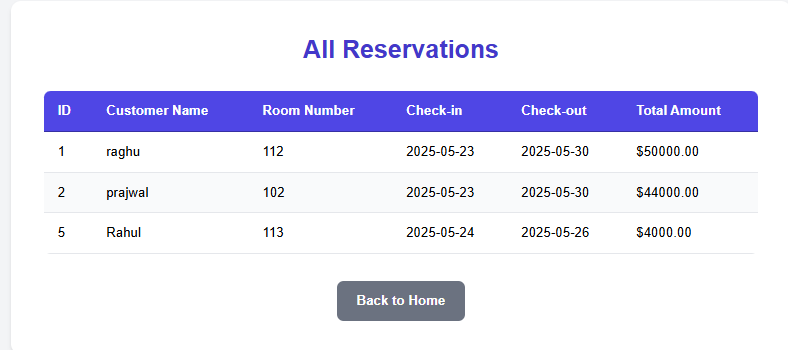 All Reservations
ID Customer Name Room Number Check-in Check-out Total Amount
1 raghu 112 2025-05-23 2025-05-30 $50000.00
2 prajwal 102 2025-05-23 2025-05-30 $44000.00
5 Rahul 113 2025-05-24 2025-05-26 $4000.00
Back to Home